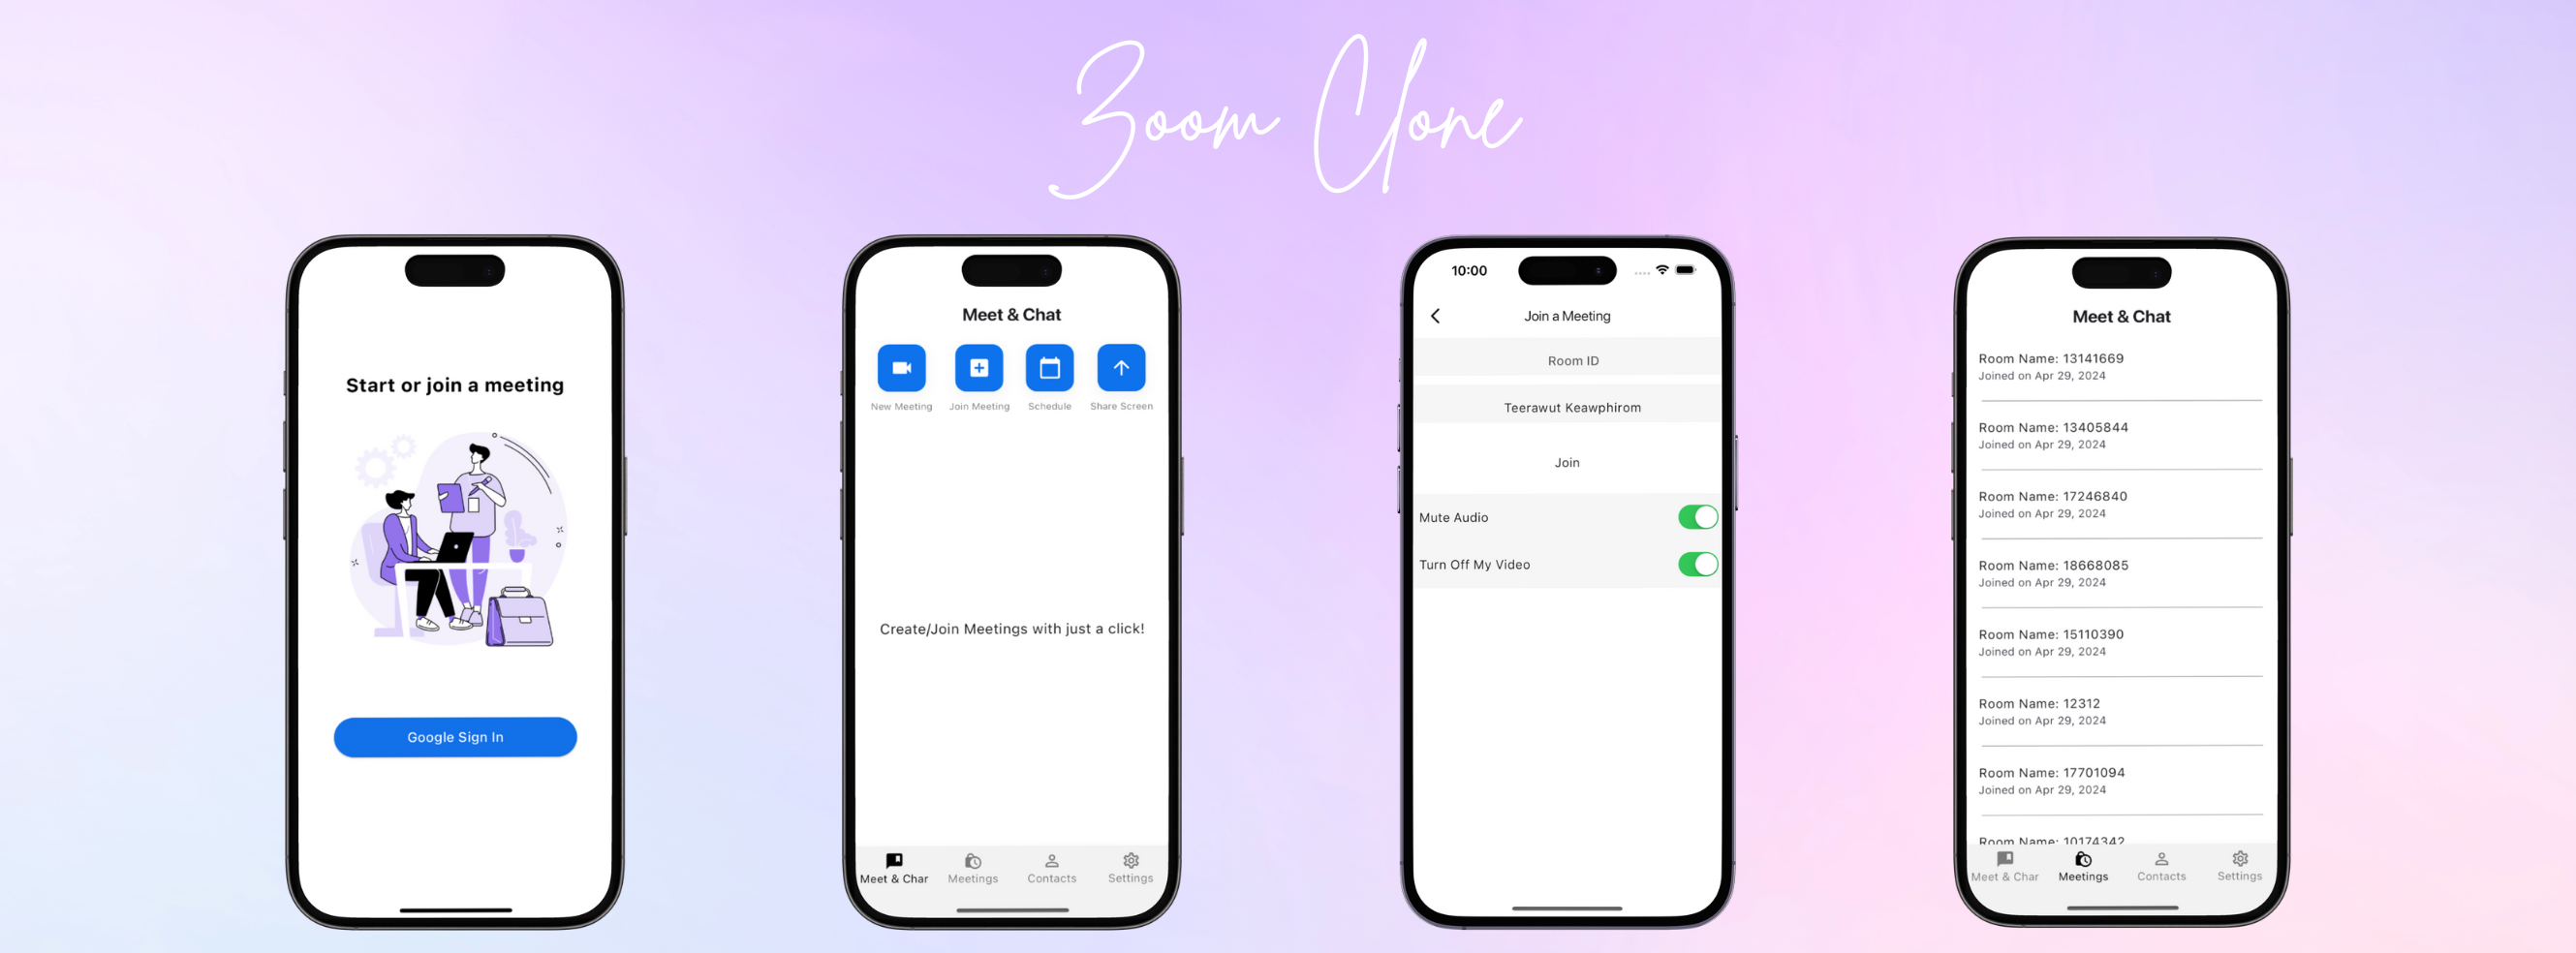 Zoom Clone
Start or join a meeting
Google Sign In
Meet & Chat
New Meeting
Join Meeting
Schedule
Share Screen
Create/Join Meetings with just a click!
Meet & Char
Meetings
Contacts
Settings
10:00
Join a Meeting
Room ID
Teerawut Keawphirom
Join
Mute Audio
Turn Off My Video
Meet & Chat
Room Name: 13141669
Joined on Apr 29, 2024
Room Name: 13405844
Joined on Apr 29, 2024
Room Name: 17246840
Joined on Apr 29, 2024
Room Name: 18668085
Joined on Apr 29, 2024
Room Name: 15110390
Joined on Apr 29, 2024
Room Name: 12312
Joined on Apr 29, 2024
Room Name: 17701094
Joined on Apr 29, 2024
Room Name: 10174342
Meet & Char
Meetings
Contacts
Settings